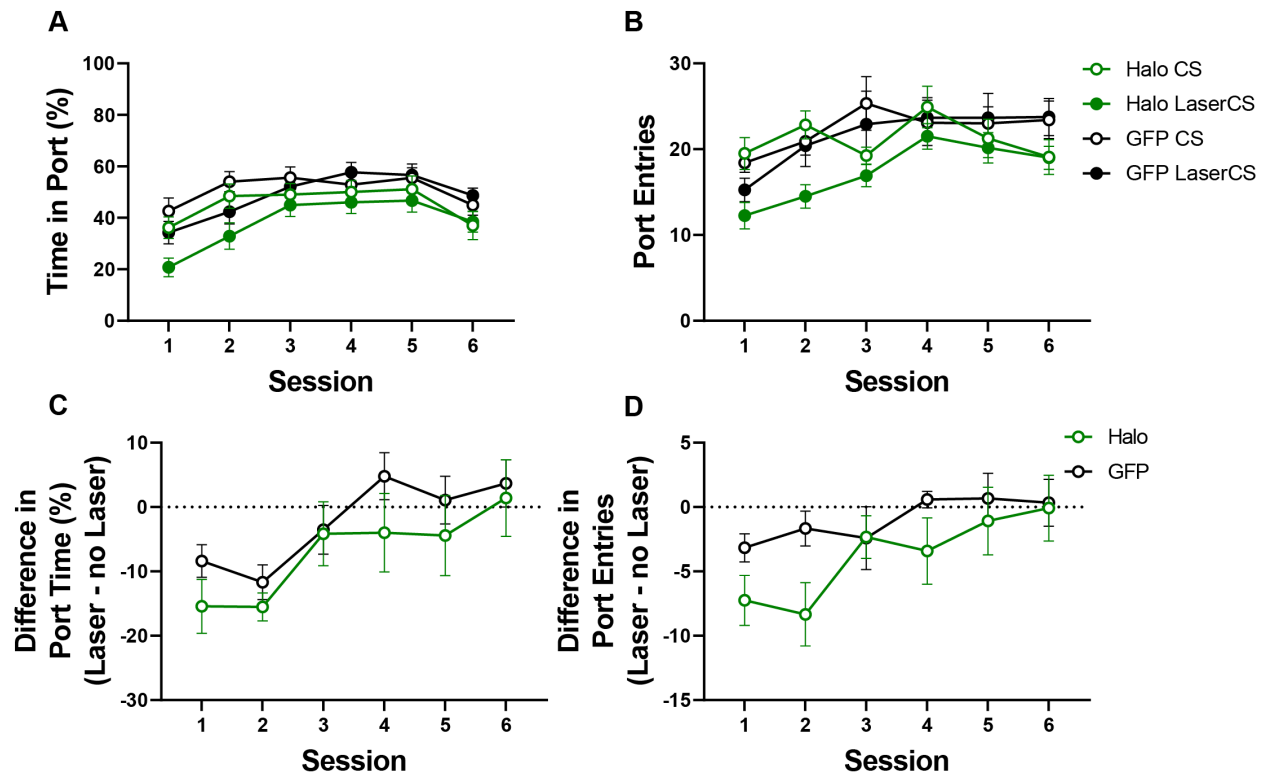 A
B
Time in Port (%)
100
80
60
40
20
0
1 2 3 4 5 6
Session
Port Entries
30
20
10
0
1 2 3 4 5 6
Session
Halo CS
Halo LaserCS
GFP CS
GFP LaserCS
C
D
Difference in
Port Time (%)
(Laser - no Laser)
10
0
-10
-20
-30
1 2 3 4 5 6
Session
Difference in
Port Entries
(Laser - no Laser)
5
0
-5
-10
-15
1 2 3 4 5 6
Session
Halo
GFP